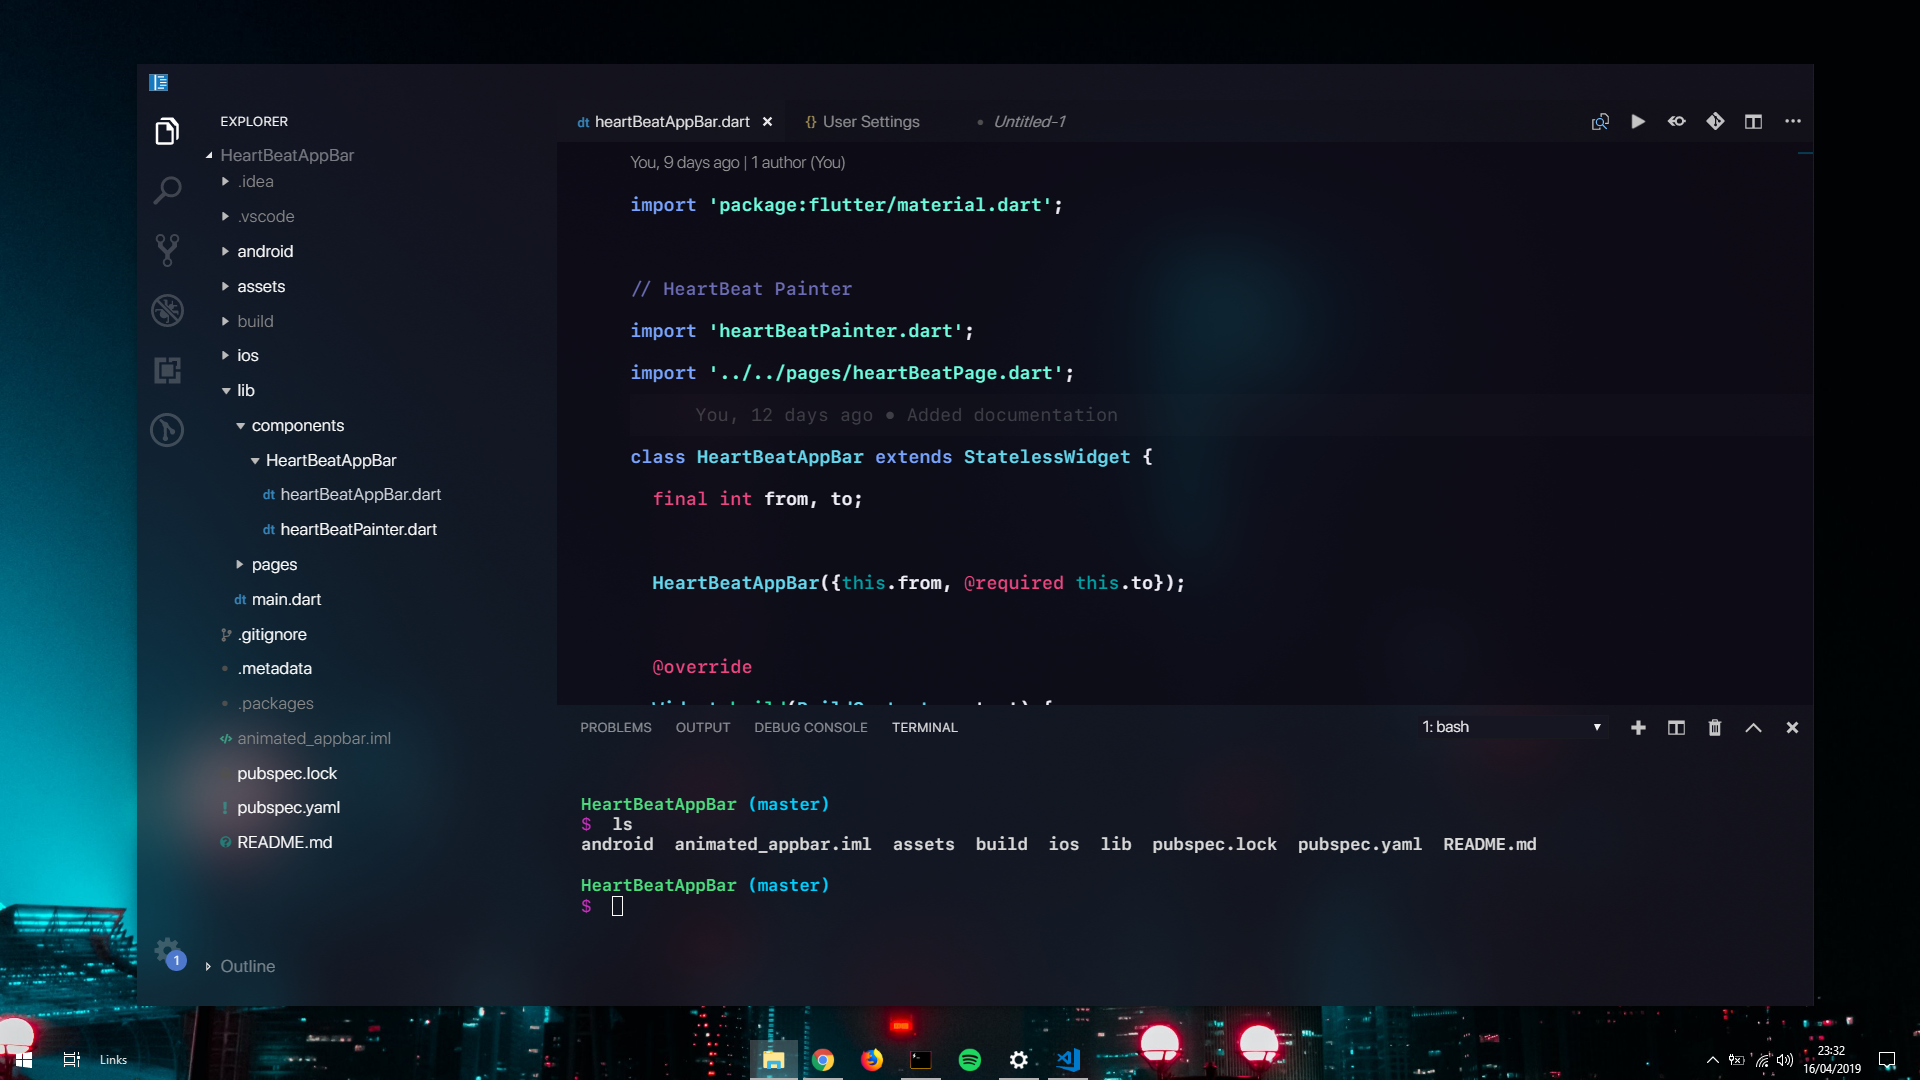 EXPLORER
HeartBeatAppBar
.idea
.vscode
android
assets
build
ios
lib
components
HeartBeatAppBar
dt heartBeatAppBar.dart
dt heartBeatPainter.dart
pages
dt main.dart
.gitignore
.metadata
.packages
animated_appbar.iml
pubspec.lock
! pubspec.yaml
README.md
1
Outline
dt heartBeatAppBar.dart
{} User Settings
Untitled-1
You, 9 days ago | 1 author (You)
import 'package:flutter/material.dart';
// HeartBeat Painter
import 'heartBeatPainter.dart';
import '../../pages/heartBeatPage.dart';
You, 12 days ago • Added documentation
class HeartBeatAppBar extends StatelessWidget {
final int from, to;
HeartBeatAppBar({this.from, @required this.to});
@override
PROBLEMS OUTPUT DEBUG CONSOLE TERMINAL
1: bash
HeartBeatAppBar (master)
$ ls
android animated_appbar.iml assets build ios lib pubspec.lock pubspec.yaml README.md
HeartBeatAppBar (master)
$
Links
23:32
16/04/2019